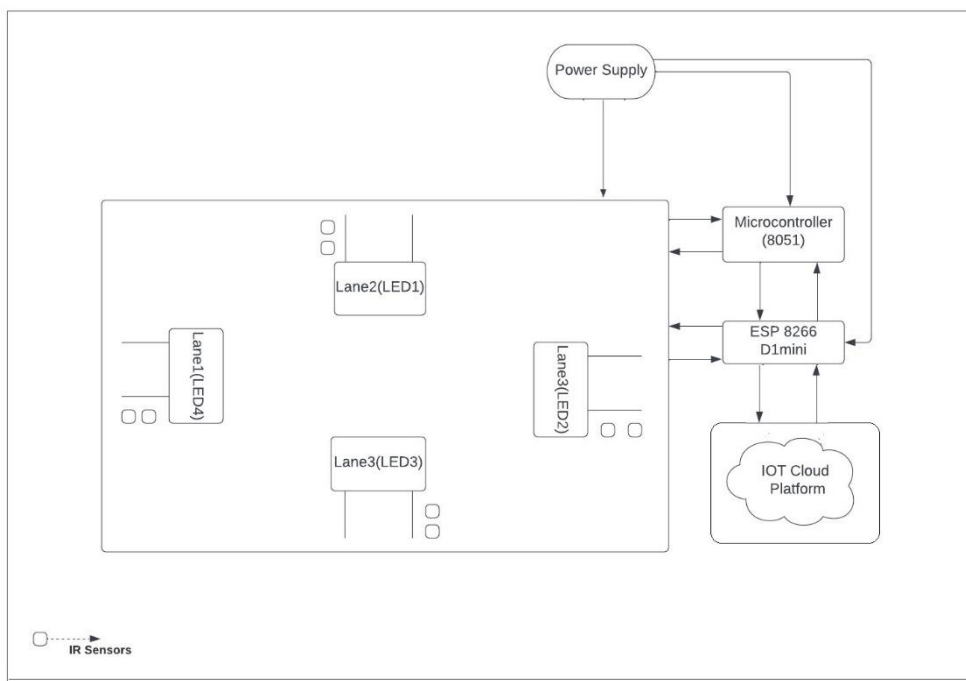 Power Supply
Microcontroller
(8051)
Lane2(LED1)
ESP 8266
D1mini
Lane1(LED4)
Lane3(LED2)
Lane3(LED3)
IOT Cloud
Platform
IR Sensors